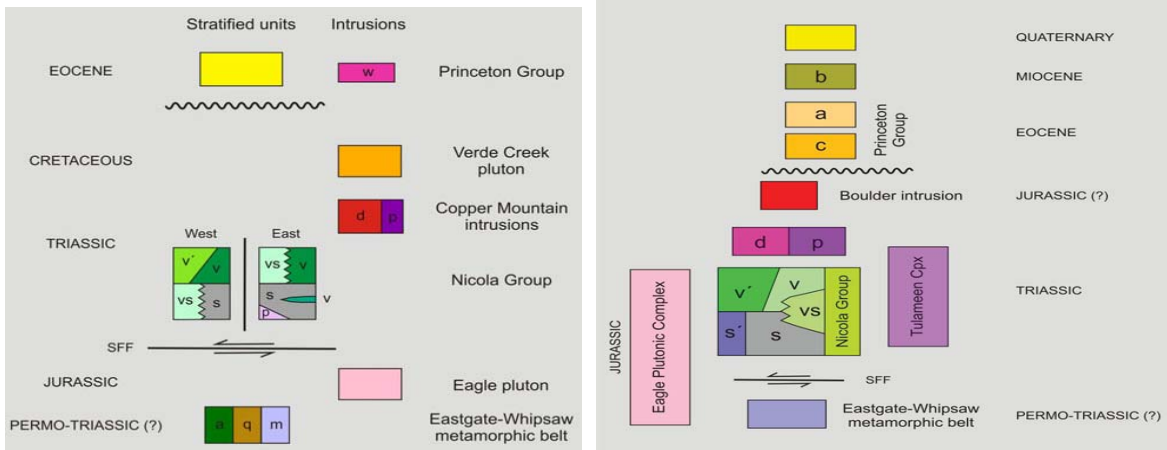 Stratified units Intrusions
EOCENE w Princeton Group
CRETACEOUS Verde Creek
pluton
d p Copper Mountain
intrusions
TRIASSIC
West East
v´ v vs v
Nicola Group
vs s s v
p
SFF
JURASSIC Eagle pluton
PERMO-TRIASSIC (?) a q m Eastgate-Whipsaw
metamorphic belt
QUATERNARY
b MIOCENE
a
c
Princeton
Group
EOCENE
Boulder intrusion JURASSIC (?)
d p
JURASSIC
Eagle Plutonic Complex
v´ v
vs
s´ s
Nicola Group
Tulameen Cpx
TRIASSIC
SFF
Eastgate-Whipsaw
metamorphic belt
PERMO-TRIASSIC (?)